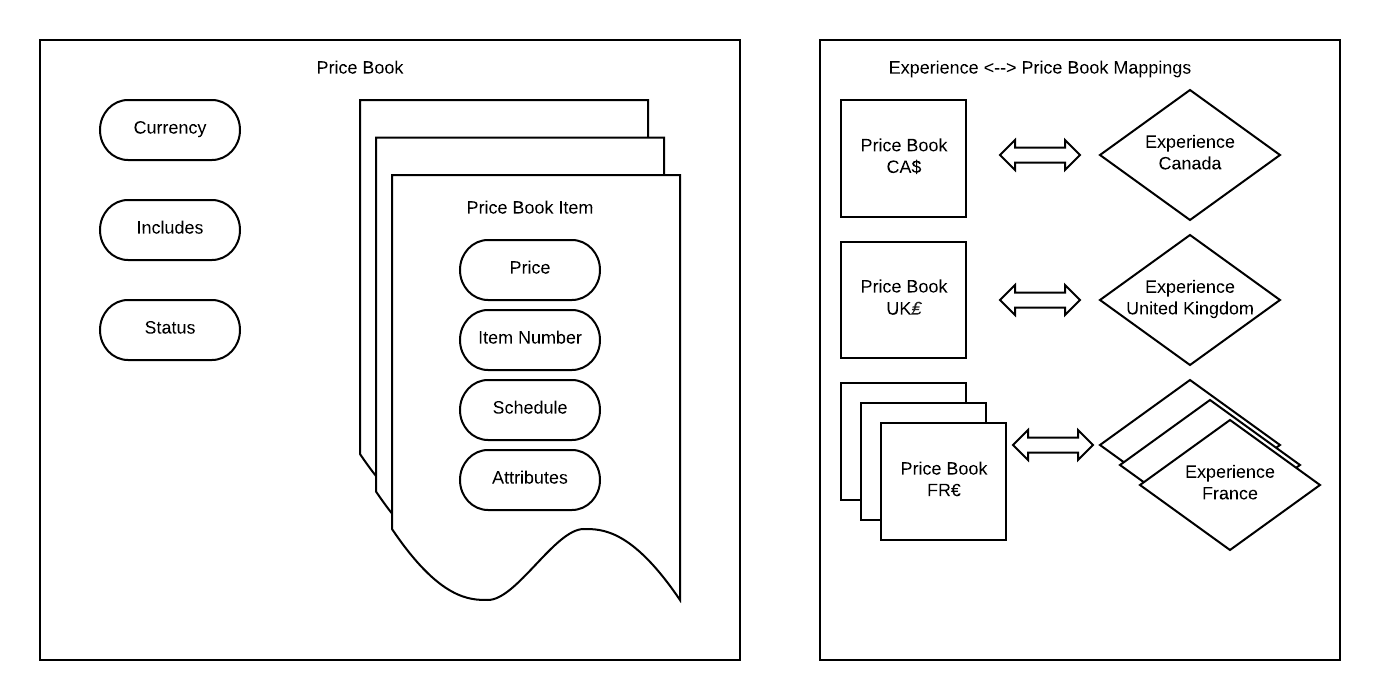 Price Book
Currency
Includes
Status
Price Book Item
Price
Item Number
Schedule
Attributes
Experience <--> Price Book Mappings
Price Book
CA$
Experience
Canada
Price Book
UK£
Experience
United Kingdom
Price Book
FR€
Experience
France